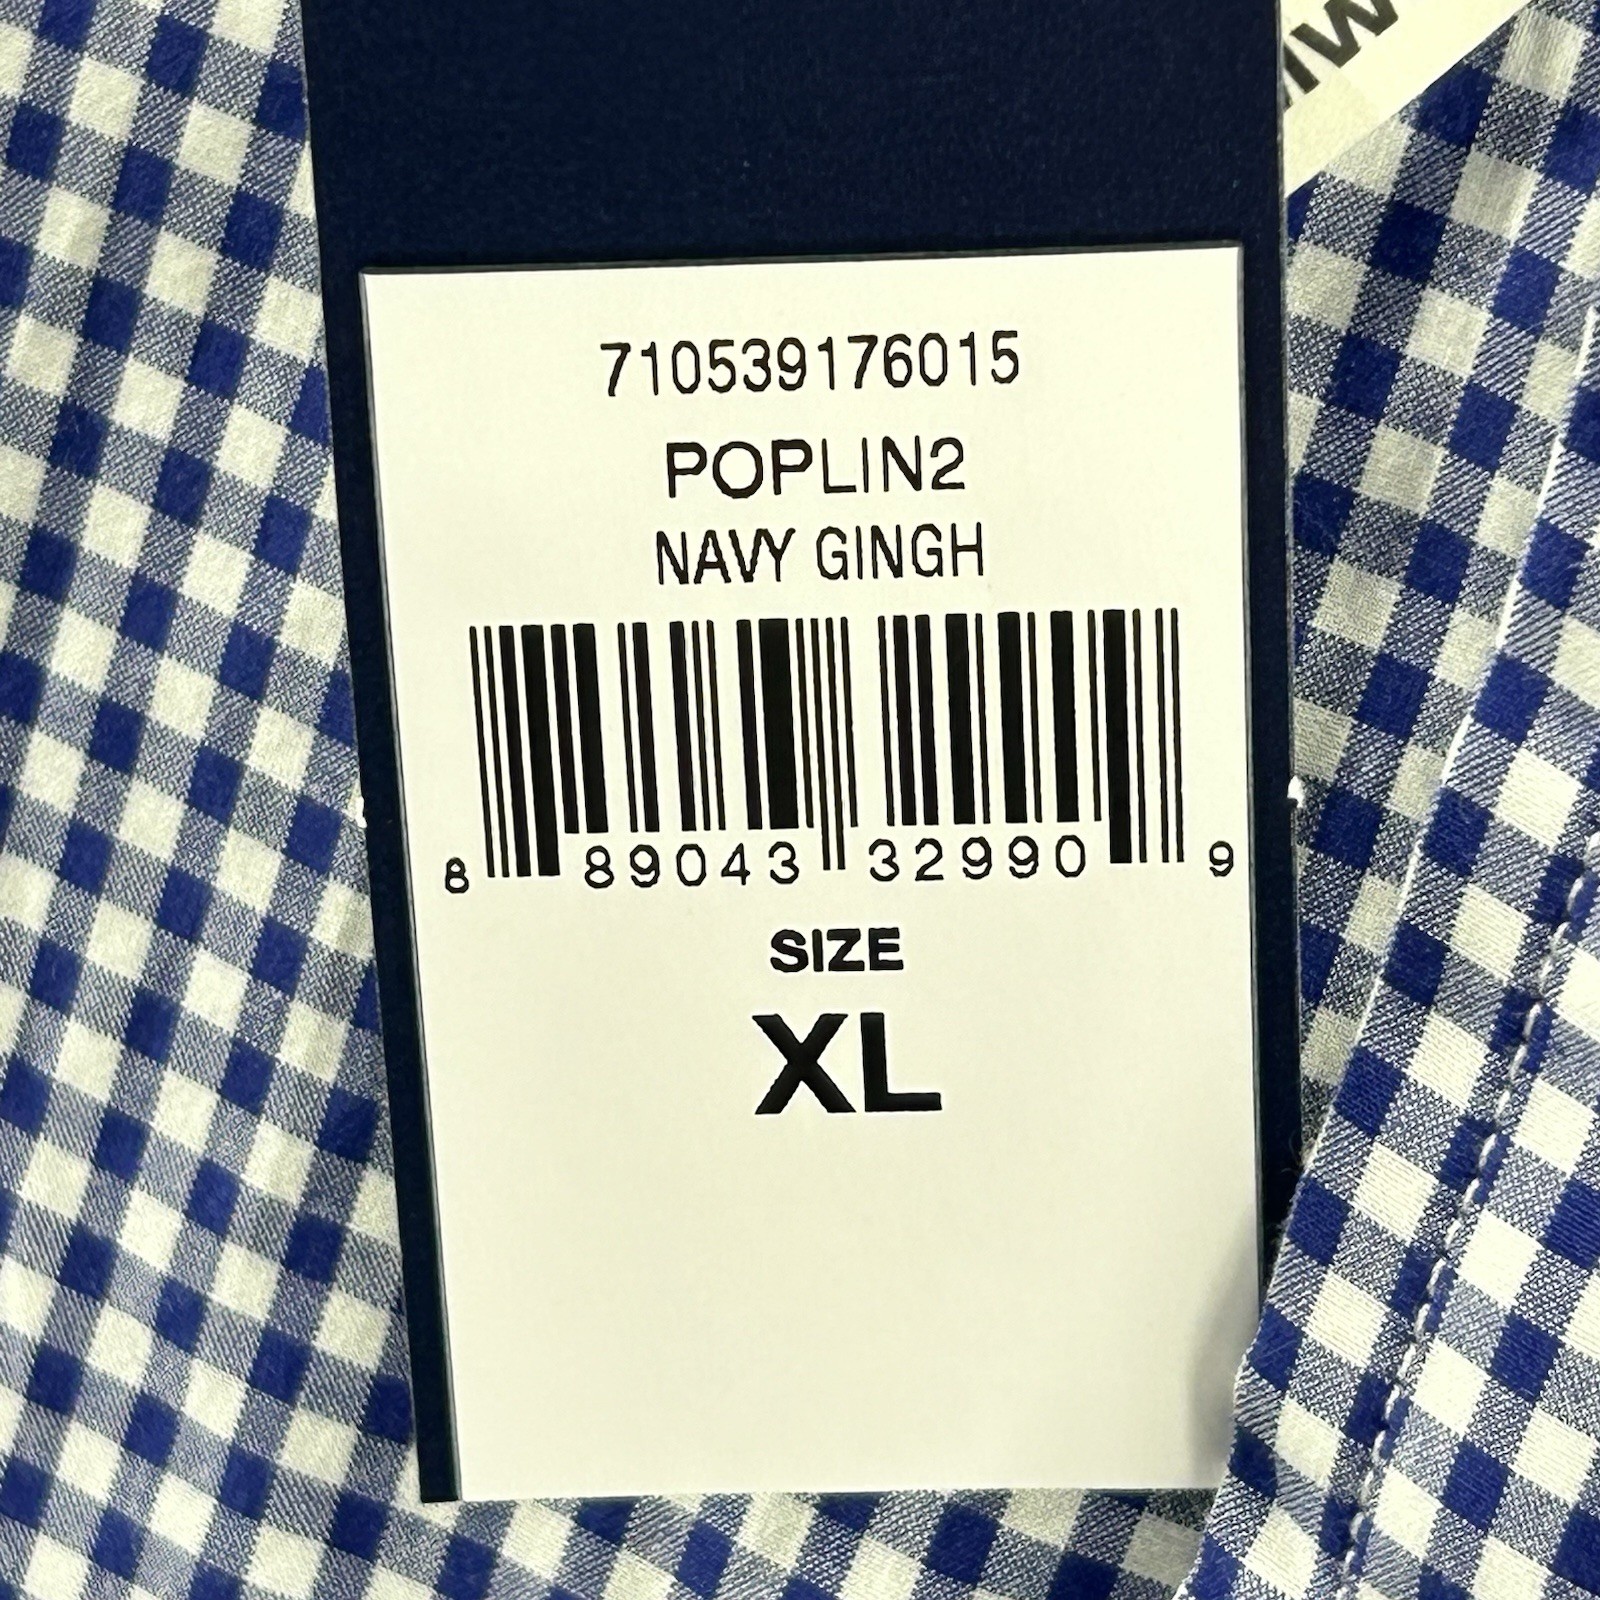 710539176015
POPLIN2
NAVY GINGH
8 89043 32990 9
SIZE
XL